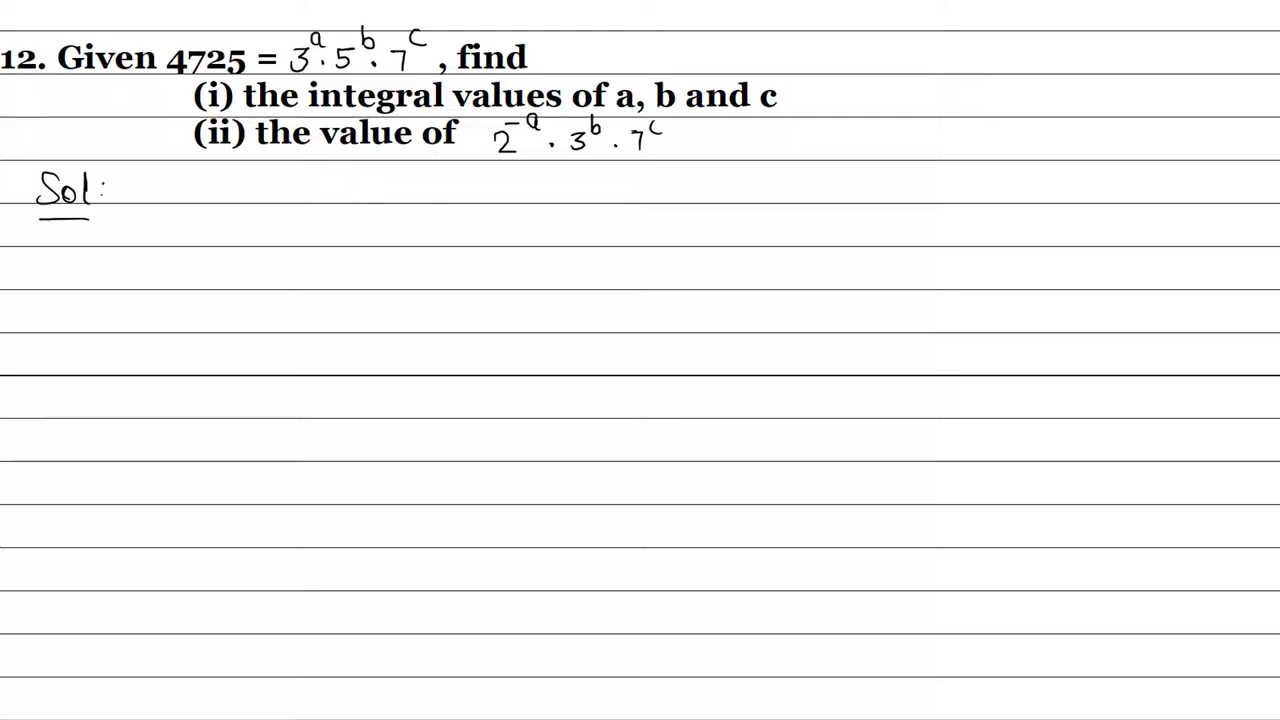 12. Given 4725 = 3^a · 5^b · 7^c , find
(i) the integral values of a, b and c
(ii) the value of 2^-a · 3^b · 7^c
Sol: